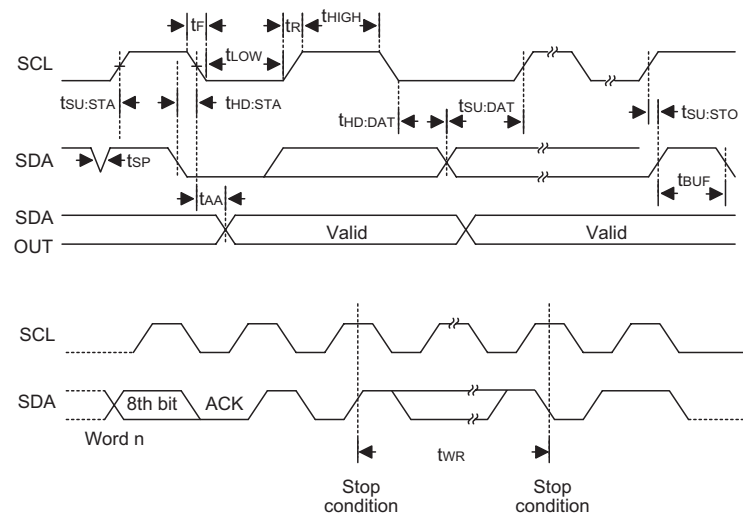 tF tR tHIGH
SCL tLOW
tSU:STA tHD:STA tHD:DAT tSU:DAT tSU:STO
SDA tSP tBUF
tAA
SDA
OUT Valid Valid
SCL
SDA 8th bit ACK
Word n
tWR
Stop
condition
Stop
condition